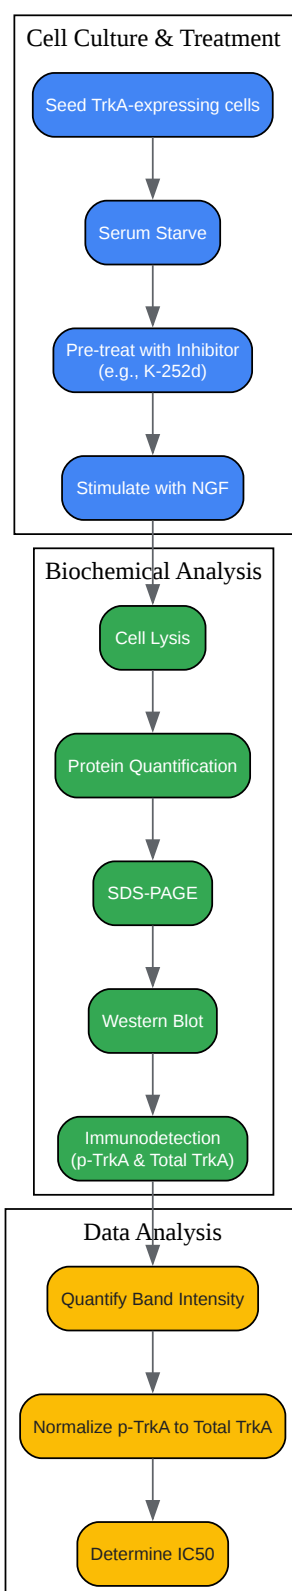 Cell Culture & Treatment
Seed TrkA-expressing cells
Serum Starve
Pre-treat with Inhibitor
(e.g., K-252d)
Stimulate with NGF
Biochemical Analysis
Cell Lysis
Protein Quantification
SDS-PAGE
Western Blot
Immunodetection
(p-TrkA & Total TrkA)
Data Analysis
Quantify Band Intensity
Normalize p-TrkA to Total TrkA
Determine IC50